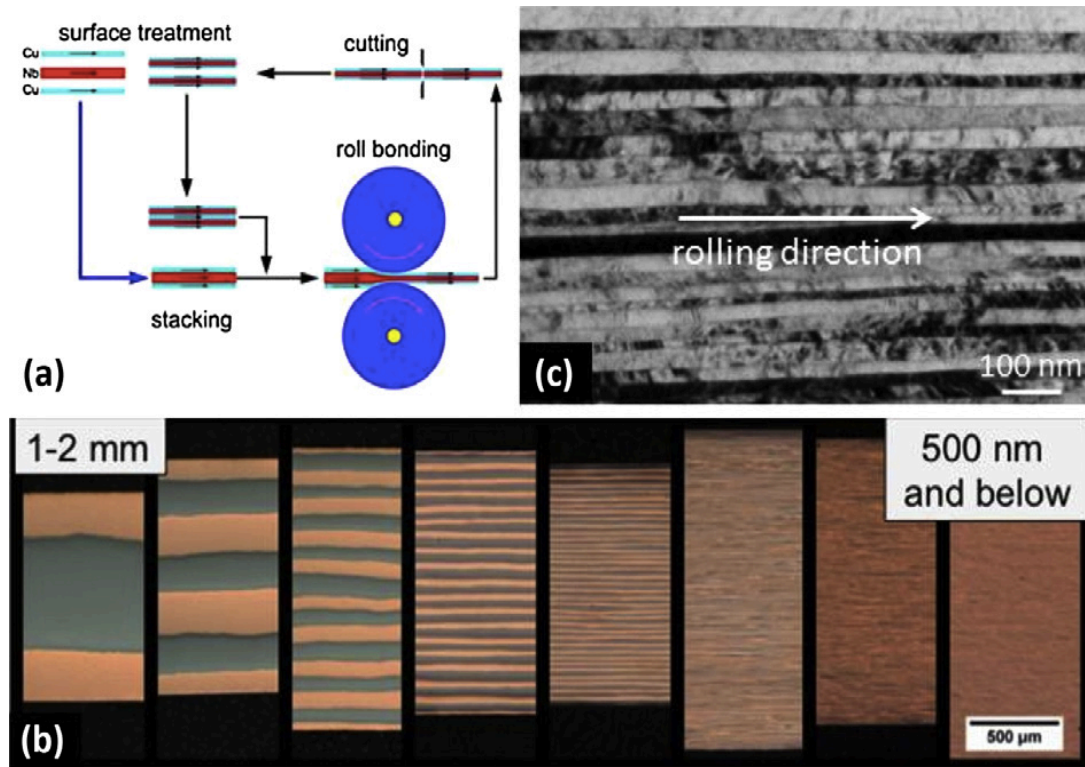 surface treatment
Cu
Nb
Cu
cutting
roll bonding
stacking
(a)
rolling direction
100 nm
(c)
1-2 mm
500 nm
and below
500 µm
(b)